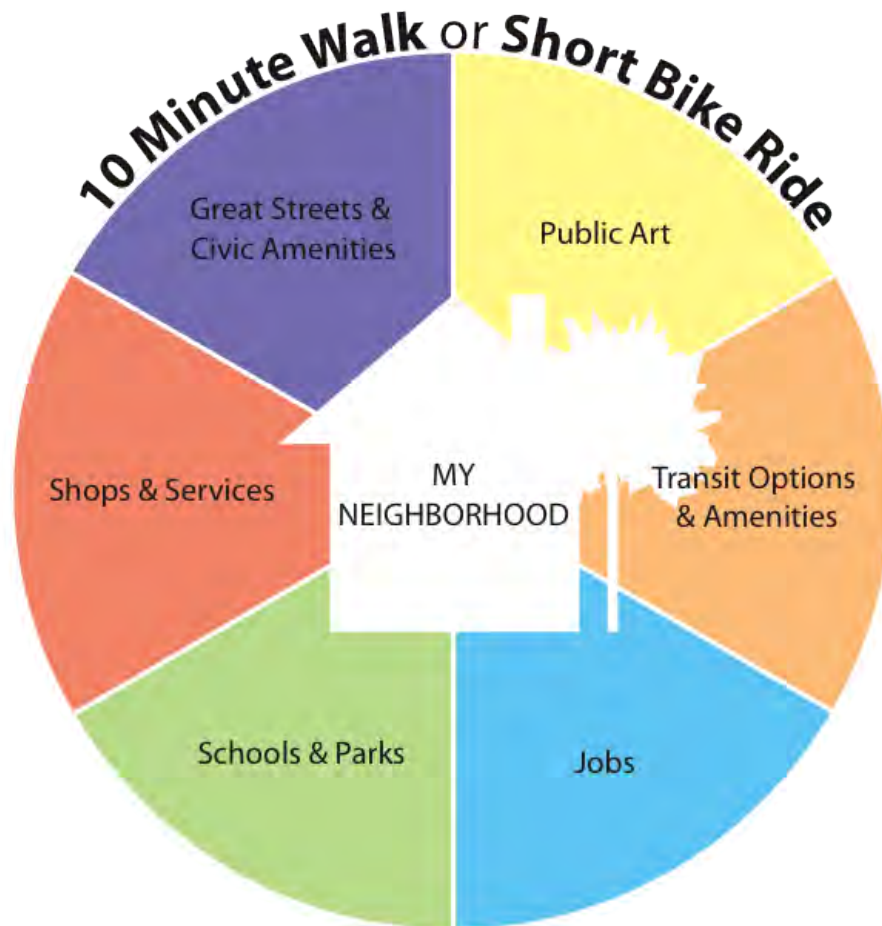 10 Minute Walk or Short Bike Ride
Great Streets &
Civic Amenities
Public Art
Shops & Services
MY
NEIGHBORHOOD
Transit Options
& Amenities
Schools & Parks
Jobs